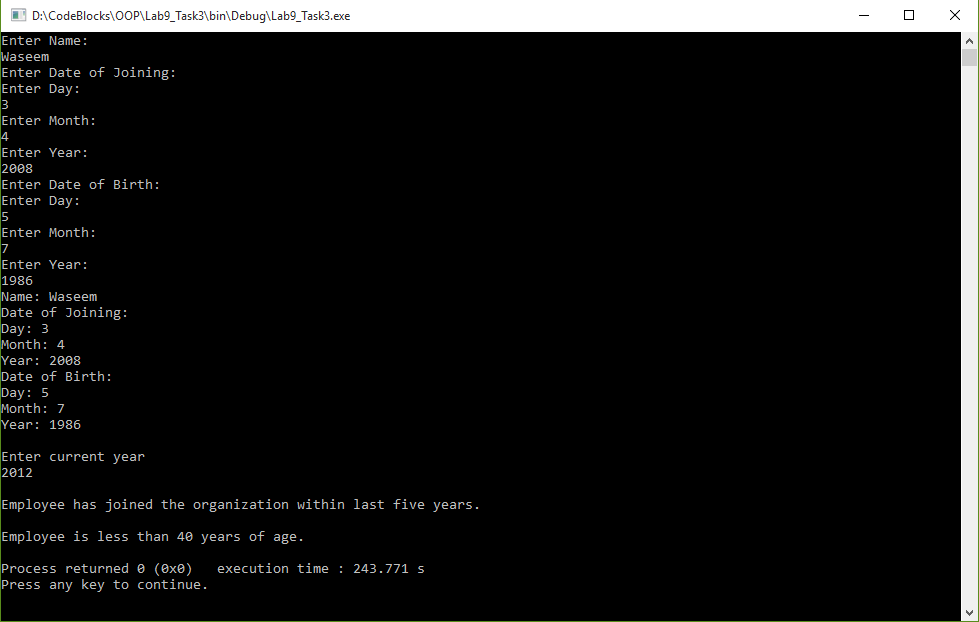 D:\CodeBlocks\OOP\Lab9_Task3\bin\Debug\Lab9_Task3.exe
Enter Name:
Waseem
Enter Date of Joining:
Enter Day:
3
Enter Month:
4
Enter Year:
2008
Enter Date of Birth:
Enter Day:
5
Enter Month:
7
Enter Year:
1986
Name: Waseem
Date of Joining:
Day: 3
Month: 4
Year: 2008
Date of Birth:
Day: 5
Month: 7
Year: 1986
Enter current year
2012
Employee has joined the organization within last five years.
Employee is less than 40 years of age.
Process returned 0 (0x0)   execution time : 243.771 s
Press any key to continue.